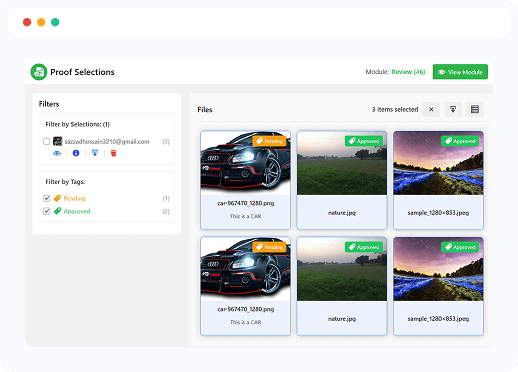 Proof Selections
Module: Review (#6)
View Module
Filters
Filter by Selections: (1)
sazzadhossain3210@gmail.com (3)
Filter by Tags:
Pending (1)
Approved (2)
Files
3 items selected
Pending
car-967470_1280.png
This is a CAR
Approved
nature.jpg
Approved
sample_1280×853.jpeg
Pending
car-967470_1280.png
This is a CAR
Approved
nature.jpg
Approved
sample_1280×853.jpeg